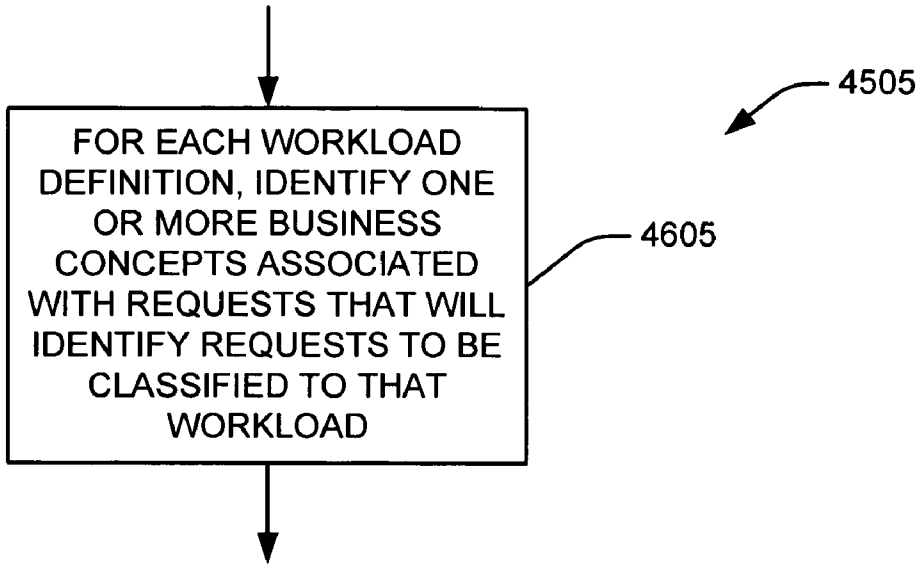 4505
FOR EACH WORKLOAD
DEFINITION, IDENTIFY ONE
OR MORE BUSINESS
CONCEPTS ASSOCIATED
WITH REQUESTS THAT WILL
IDENTIFY REQUESTS TO BE
CLASSIFIED TO THAT
WORKLOAD
4605